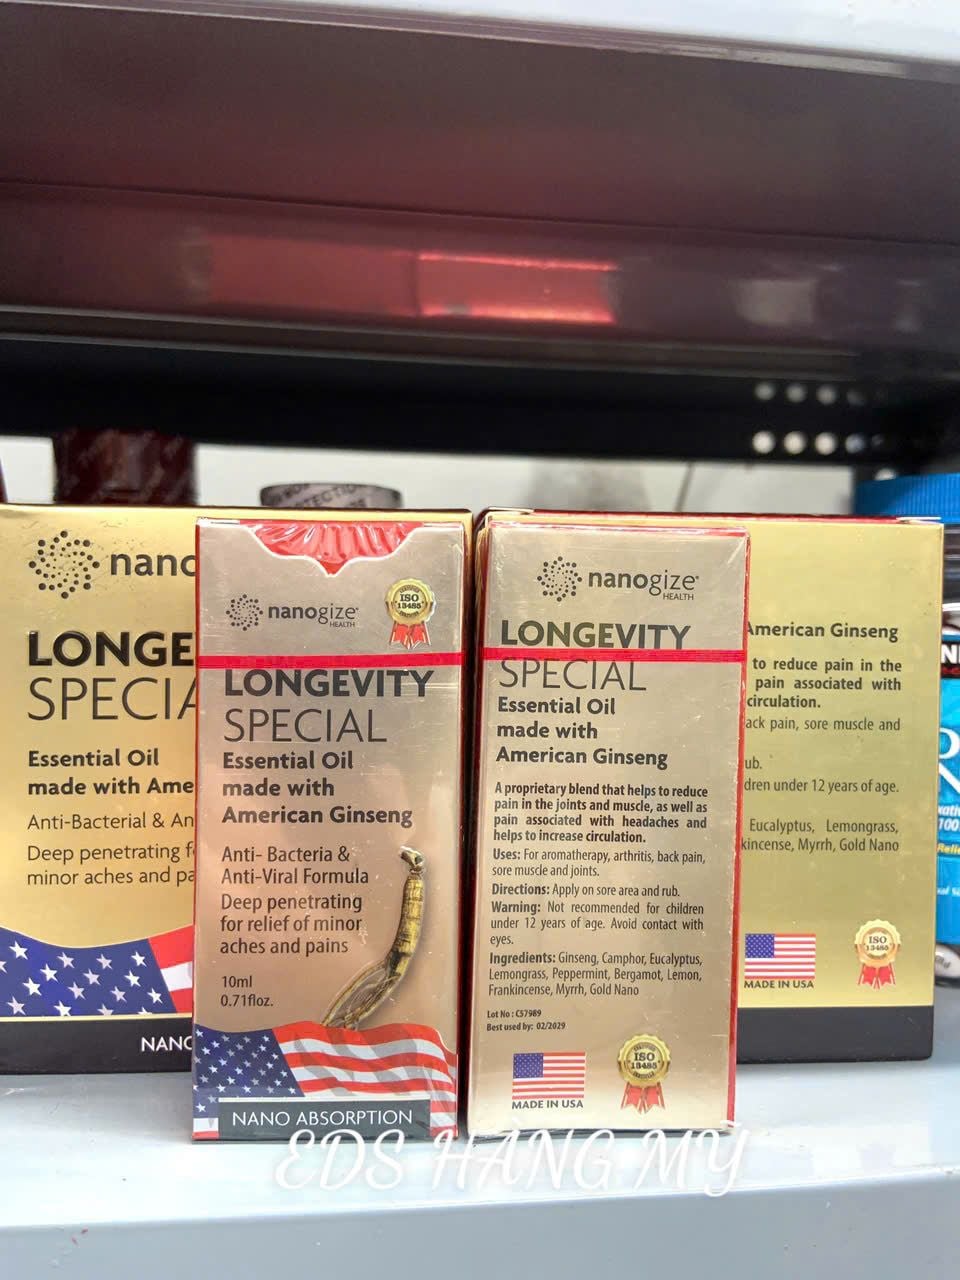 nano
LONGE
SPECIA
Essential Oil
made with Ame
Anti-Bacterial & An
Deep penetrating f
minor aches and pa
NANO
nanogize
HEALTH
CERTIFIED
ISO
13485
LONGEVITY
SPECIAL
Essential Oil
made with
American Ginseng
Anti- Bacteria &
Anti-Viral Formula
Deep penetrating
for relief of minor
aches and pains
10ml
0.71floz.
NANO ABSORPTION
nanogize
HEALTH
LONGEVITY
SPECIAL
Essential Oil
made with
American Ginseng
A proprietary blend that helps to reduce
pain in the joints and muscle, as well as
pain associated with headaches and
helps to increase circulation.
Uses: For aromatherapy, arthritis, back pain,
sore muscle and joints.
Directions: Apply on sore area and rub.
Warning: Not recommended for children
under 12 years of age. Avoid contact with
eyes.
Ingredients: Ginseng, Camphor, Eucalyptus,
Lemongrass, Peppermint, Bergamot, Lemon,
Frankincense, Myrrh, Gold Nano
Lot No : C57989
Best used by: 02/2029
MADE IN USA
CERTIFIED
ISO
13485
American Ginseng
to reduce pain in the
pain associated with
circulation.
ack pain, sore muscle and
ub.
dren under 12 years of age.
Eucalyptus, Lemongrass,
kincense, Myrrh, Gold Nano
MADE IN USA
ISO
13485
100
EDS HÀNG MỸ